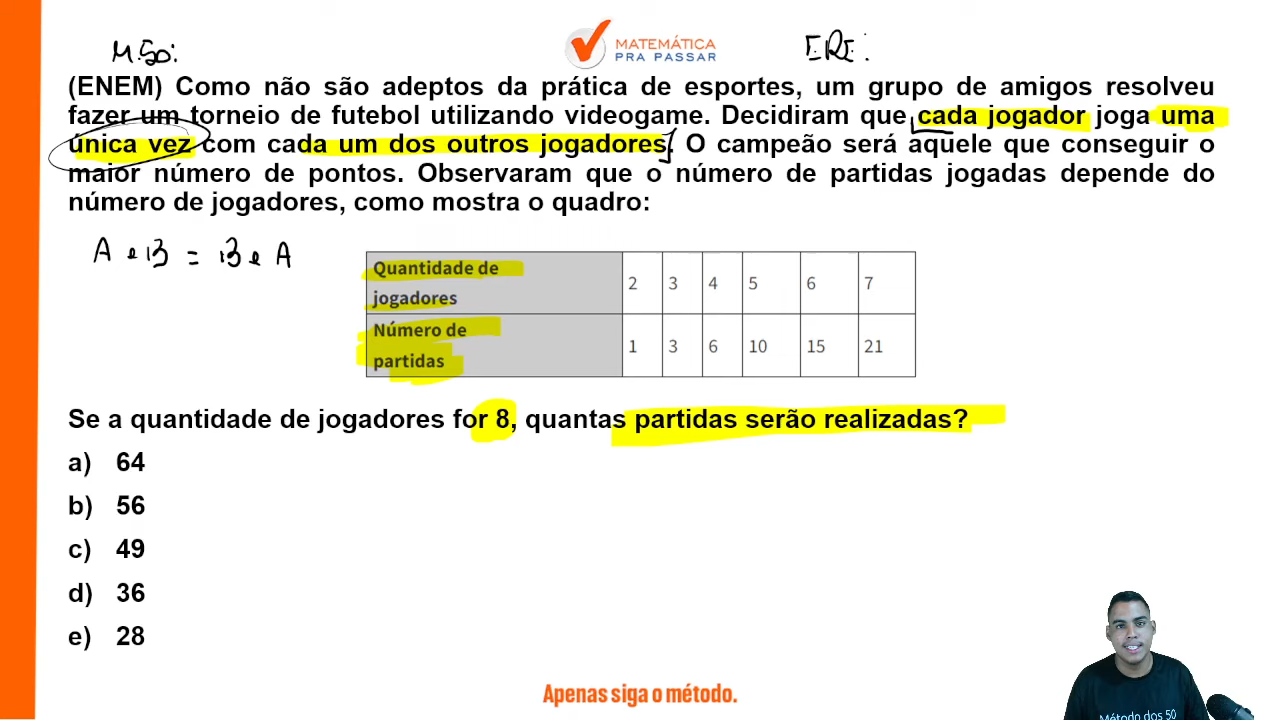 M.50:
MATEMÁTICA
PRA PASSAR
ERE:
(ENEM) Como não são adeptos da prática de esportes, um grupo de amigos resolveu
fazer um torneio de futebol utilizando videogame. Decidiram que cada jogador joga uma
única vez com cada um dos outros jogadores. O campeão será aquele que conseguir o
maior número de pontos. Observaram que o número de partidas jogadas depende do
número de jogadores, como mostra o quadro:
A e B = B e A
Quantidade de
jogadores
2 3 4 5 6 7
Número de
partidas
1 3 6 10 15 21
Se a quantidade de jogadores for 8, quantas partidas serão realizadas?
a) 64
b) 56
c) 49
d) 36
e) 28
Apenas siga o método.
Método dos 50